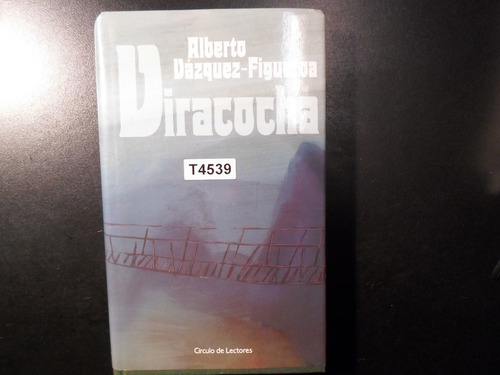 Alberto
Vázquez-Figueroa
Viracocha
T4539
Círculo de Lectores